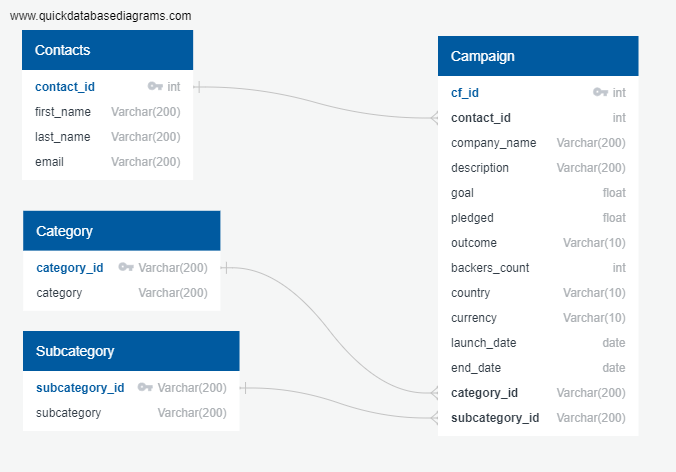 www.quickdatabasediagrams.com
Contacts
contact_id int
first_name Varchar(200)
last_name Varchar(200)
email Varchar(200)
Category
category_id Varchar(200)
category Varchar(200)
Subcategory
subcategory_id Varchar(200)
subcategory Varchar(200)
Campaign
cf_id int
contact_id int
company_name Varchar(200)
description Varchar(200)
goal float
pledged float
outcome Varchar(10)
backers_count int
country Varchar(10)
currency Varchar(10)
launch_date date
end_date date
category_id Varchar(200)
subcategory_id Varchar(200)